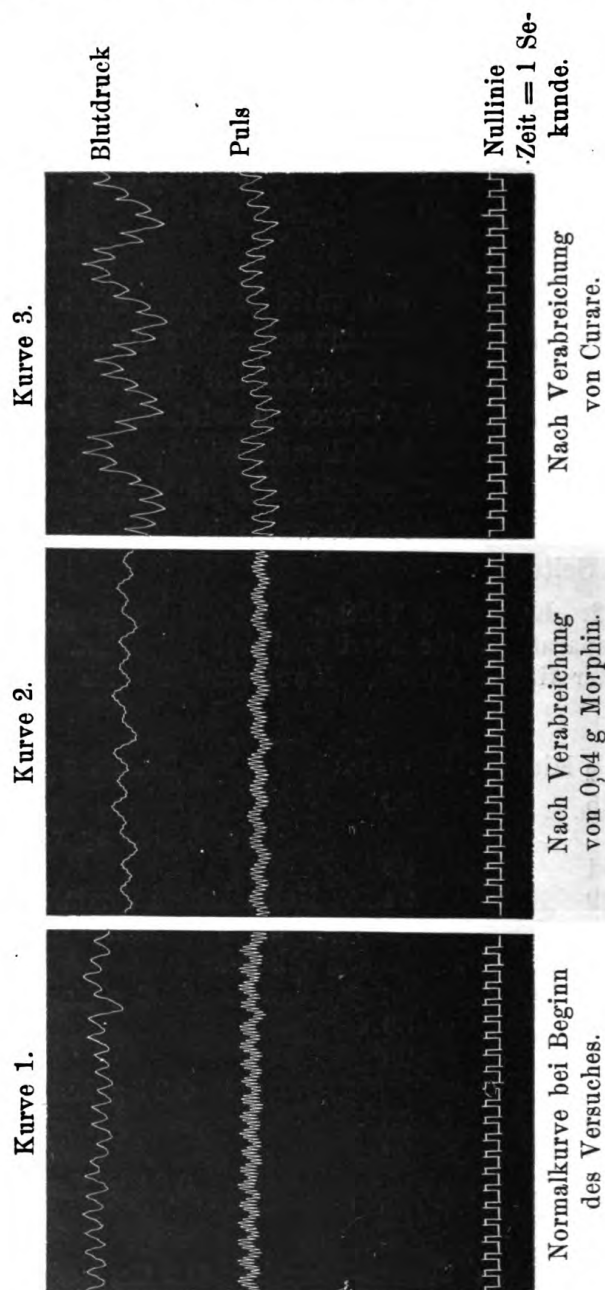 Kurve 1.
Normalkurve bei Beginn
des Versuches.
Kurve 2.
Nach Verabreichung
von 0,04 g Morphin.
Kurve 3.
Nach Verabreichung
von Curare.
Blutdruck
Puls
Nullinie
Zeit = 1 Se-
kunde.